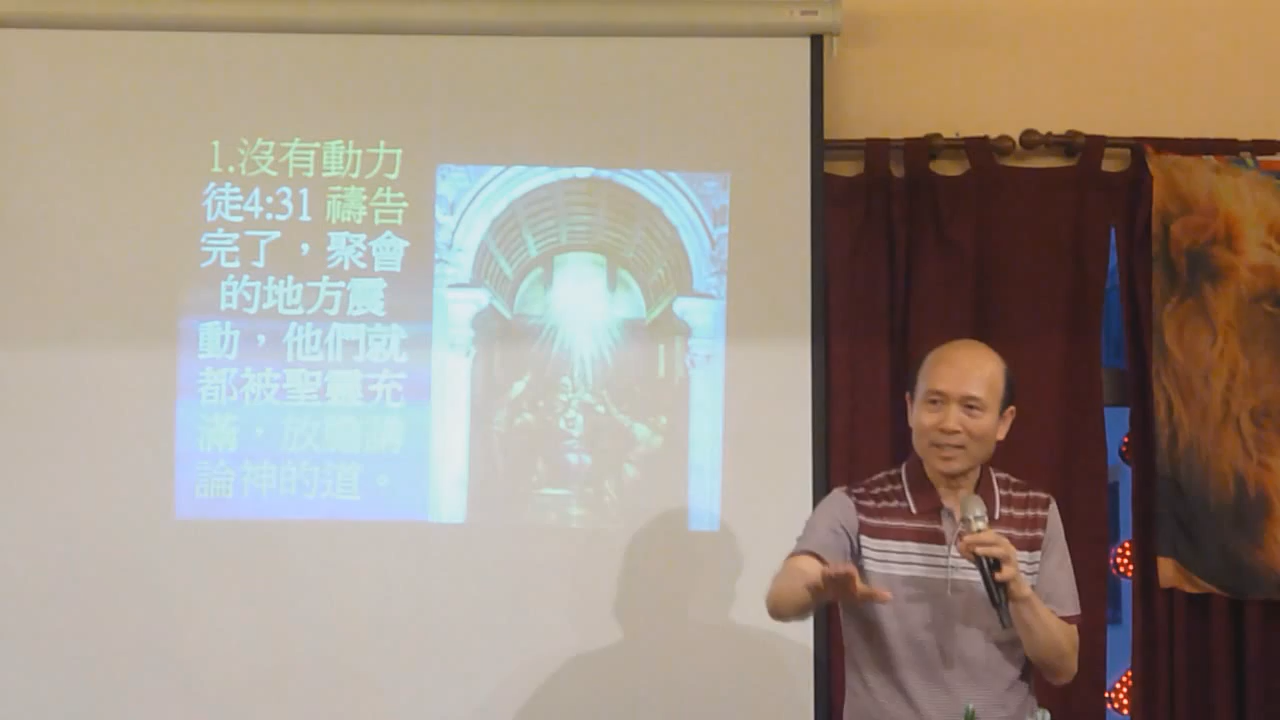 1.沒有動力
徒4:31 禱告
完了，聚會
的地方震
動，他們就
都被聖靈充
滿，放膽講
論神的道。